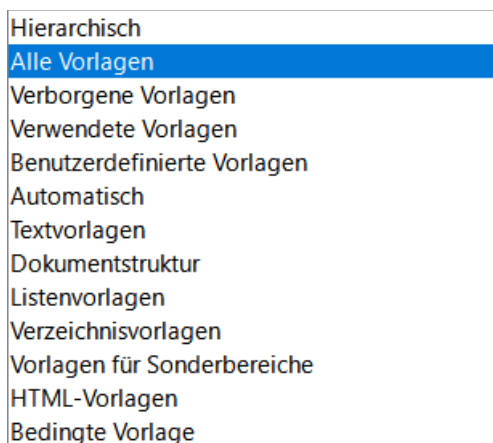 Hierarchisch
Alle Vorlagen
Verborgene Vorlagen
Verwendete Vorlagen
Benutzerdefinierte Vorlagen
Automatisch
Textvorlagen
Dokumentstruktur
Listenvorlagen
Verzeichnisvorlagen
Vorlagen für Sonderbereiche
HTML-Vorlagen
Bedingte Vorlage